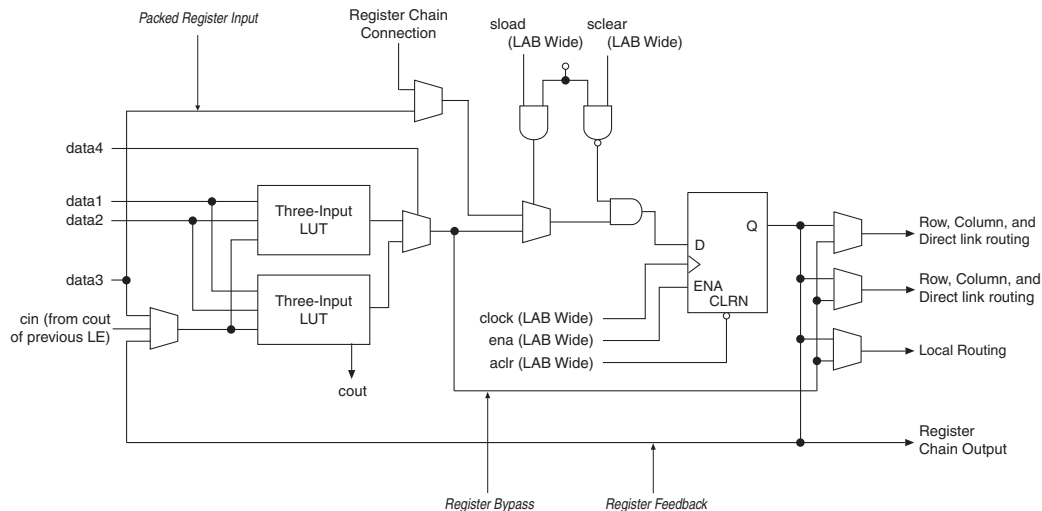 Packed Register Input
Register Chain
Connection
sload
(LAB Wide)
sclear
(LAB Wide)
data4
data1
data2
Three-Input
LUT
data3
Three-Input
LUT
cin (from cout
of previous LE)
cout
Q
D
ENA
CLRN
clock (LAB Wide)
ena (LAB Wide)
aclr (LAB Wide)
Row, Column, and
Direct link routing
Row, Column, and
Direct link routing
Local Routing
Register
Chain Output
Register Bypass
Register Feedback